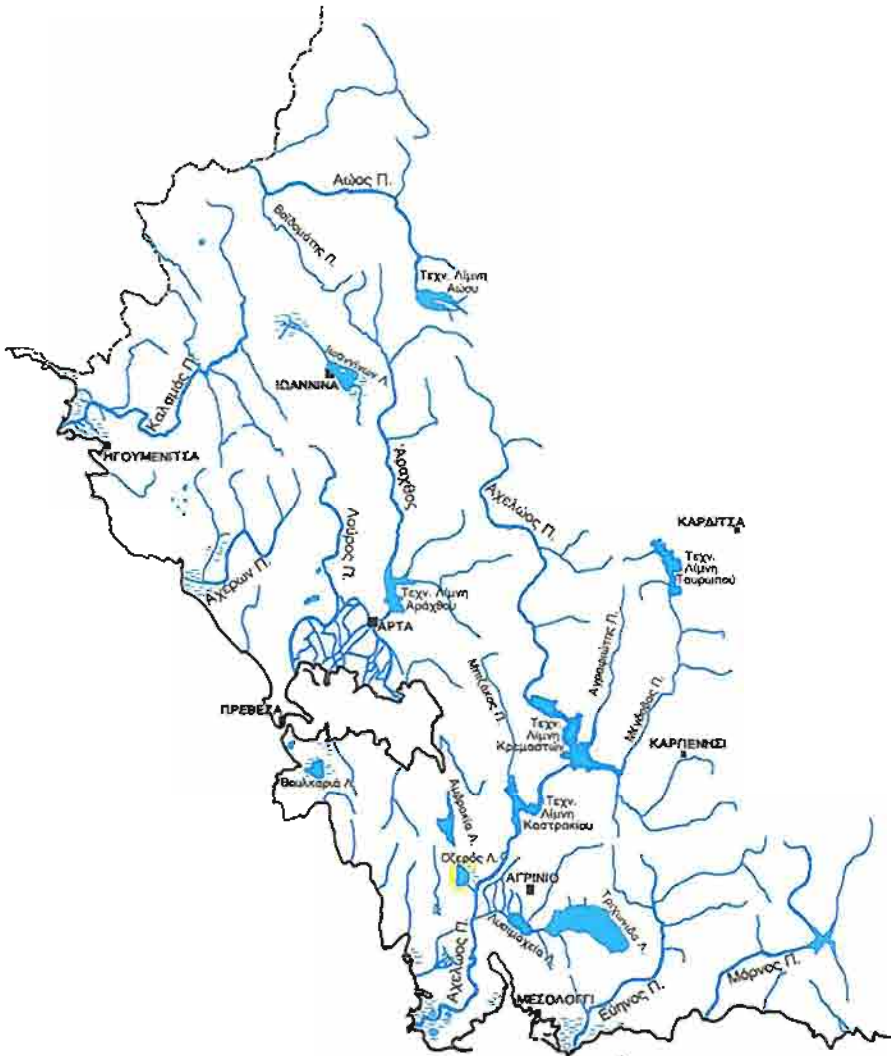 Αώος Π.
Βοϊδομάτης Π.
Τεχν. Λίμνη
Αώου
Ιωαννίνων Λ.
ΙΩΑΝΝΙΝΑ
Καλαμάς Π.
ΗΓΟΥΜΕΝΙΤΣΑ
Άραχθος
Αχελώος Π.
ΚΑΡΔΙΤΣΑ
Τεχν.
Λίμνη
Ταυρωπού
Λούρος Π.
Αχερων Π.
Τεχν. Λίμνη
Αράχθου
ΑΡΤΑ
Αγραφιώτης Π.
Μέγδοβας Π.
Μπιζάκος Π.
ΠΡΕΒΕΖΑ
Τεχν.
Λίμνη
Κρεμαστών
ΚΑΡΠΕΝΗΣΙ
Βουλκαριά Λ.
Αμβρακία Λ.
Τεχν.
Λίμνη
Καστρακίου
Οζερός Λ.
ΑΓΡΙΝΙΟ
Τριχωνίδα Λ.
Λυσιμαχεία Λ.
Αχελώος Π.
Μόρνος Π.
ΜΕΣΟΛΟΓΓΙ
Εύηνος Π.